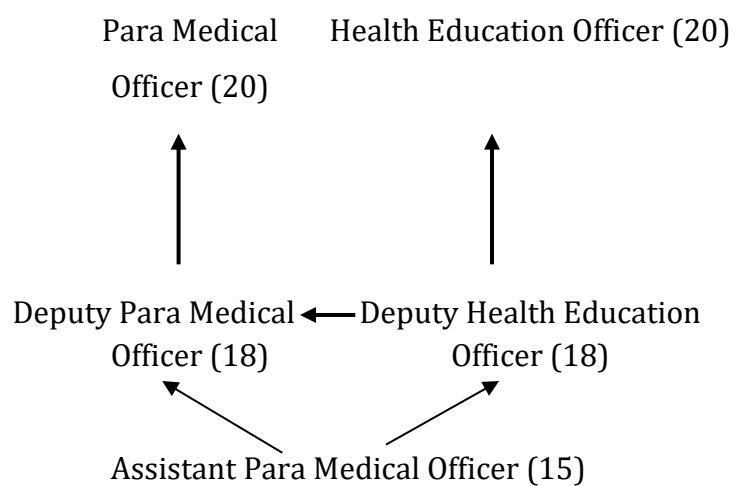 Para Medical
Officer (20)
Health Education Officer (20)
Deputy Para Medical
Officer (18)
Deputy Health Education
Officer (18)
Assistant Para Medical Officer (15)